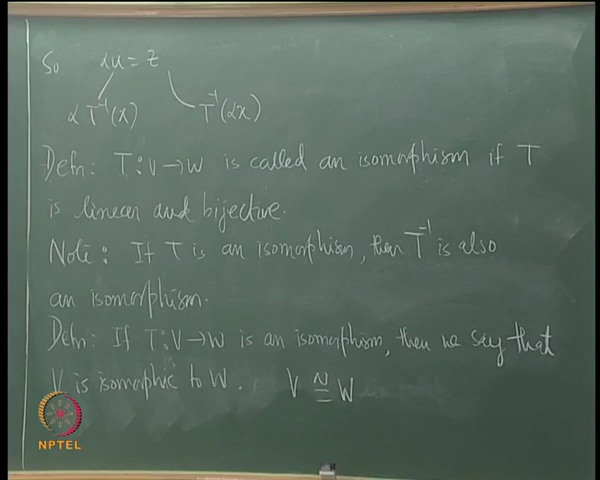 So αu = z
α T⁻¹(x) T⁻¹(αx)
Defn: T : V → W is called an isomorphism if T
is linear and bijective.
Note: If T is an isomorphism, then T⁻¹ is also
an isomorphism.
Defn: If T : V → W is an isomorphism, then we say that
V is isomorphic to W. V ≅ W
NPTEL